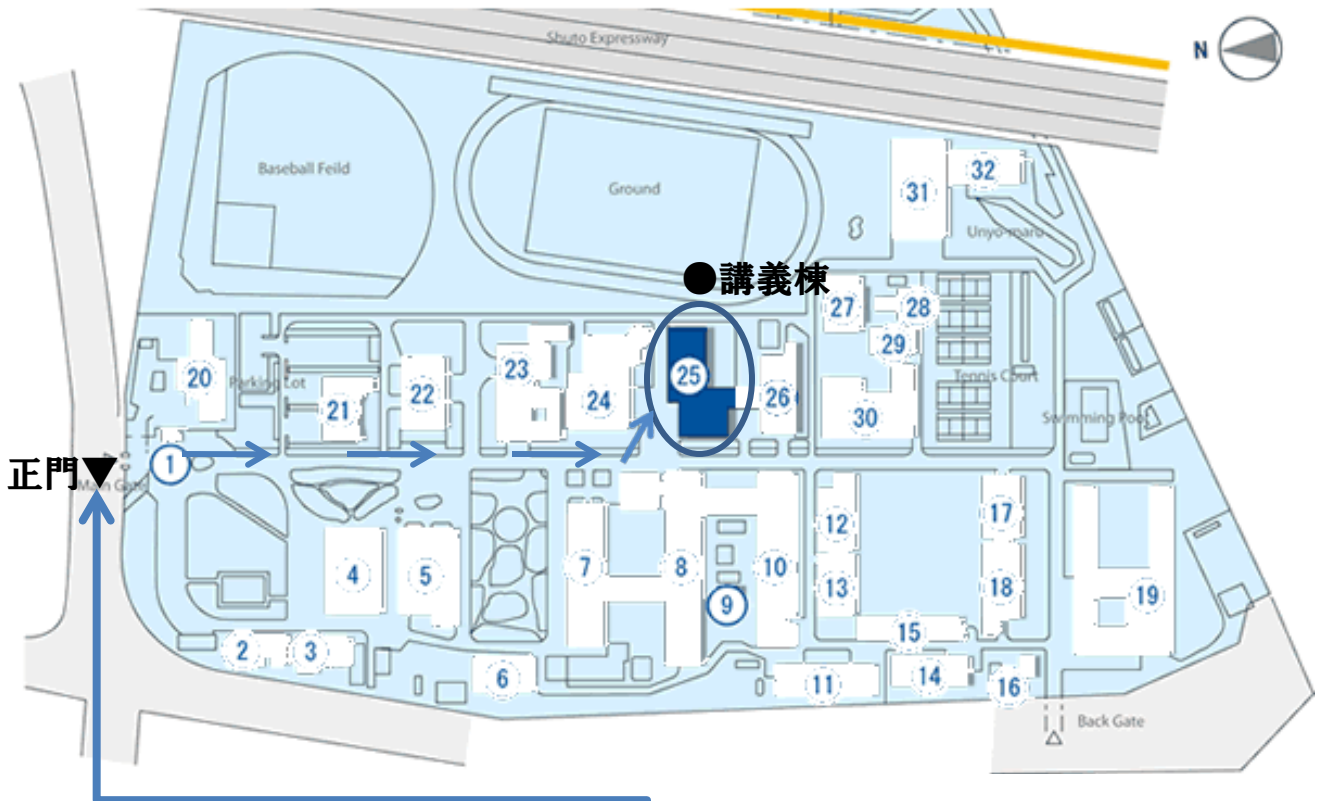 Shuto Expressway
N
Baseball Feild
Ground
31
32
Unyo-maru
●講義棟
20
Parking Lot
21
22
23
24
25
26
27
28
29
30
Tennis Court
Swimming Pool
正門▼
Main Gate
1
2
3
4
5
6
7
8
9
10
11
12
13
14
15
16
17
18
19
Back Gate